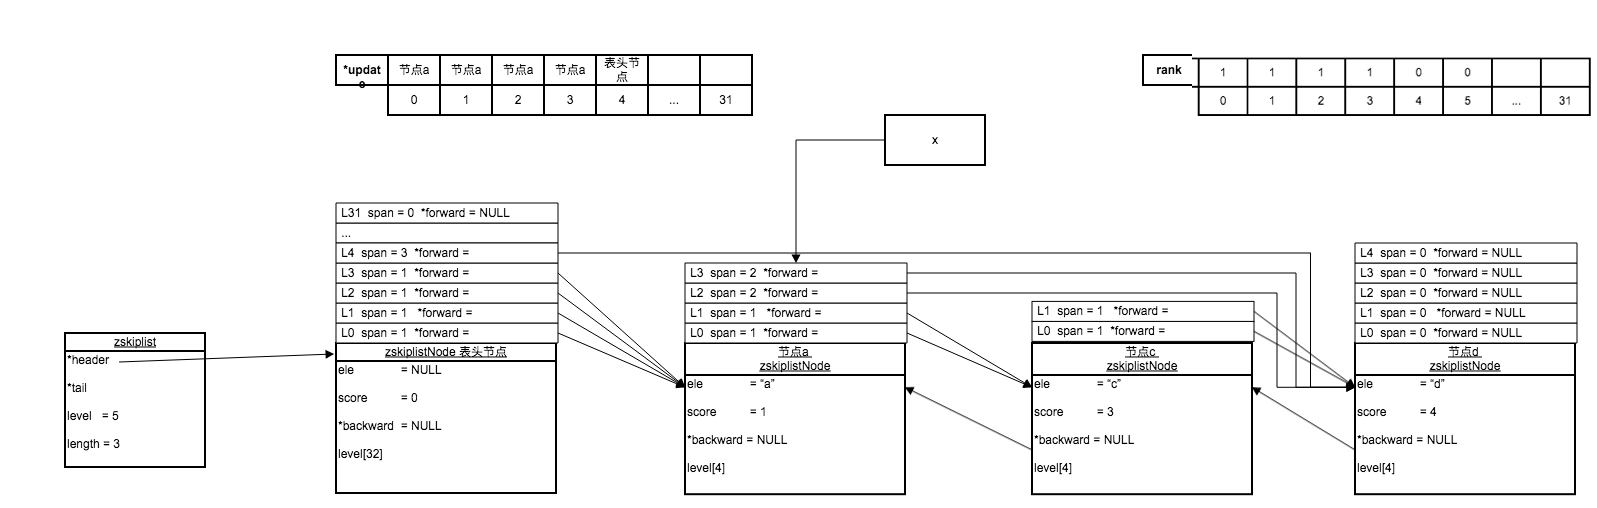 *updat
e
节点a 节点a 节点a 节点a 表头节
点
0 1 2 3 4 ... 31
rank
1 1 1 1 0 0
0 1 2 3 4 5 ... 31
x
L31 span = 0 *forward = NULL
...
L4 span = 3 *forward =
L3 span = 1 *forward =
L2 span = 1 *forward =
L1 span = 1 *forward =
L0 span = 1 *forward =
zskiplistNode 表头节点
ele = NULL
score = 0
*backward = NULL
level[32]
zskiplist
*header
*tail
level = 5
length = 3
L3 span = 2 *forward =
L2 span = 2 *forward =
L1 span = 1 *forward =
L0 span = 1 *forward =
节点a
zskiplistNode
ele = “a”
score = 1
*backward = NULL
level[4]
L1 span = 1 *forward =
L0 span = 1 *forward =
节点c
zskiplistNode
ele = “c”
score = 3
*backward = NULL
level[4]
L4 span = 0 *forward = NULL
L3 span = 0 *forward = NULL
L2 span = 0 *forward = NULL
L1 span = 0 *forward = NULL
L0 span = 0 *forward = NULL
节点d
zskiplistNode
ele = “d”
score = 4
*backward = NULL
level[4]